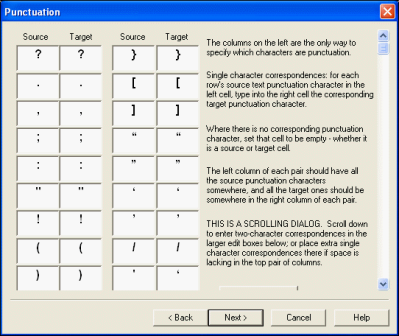 Punctuation
Source Target Source Target
? ? } }
. . [ [
, , ] ]
; ; “ “
: : ” ”
" " ‘ ‘
! ! ’ ’
( ( / /
) ) ’ ‘
The columns on the left are the only way to
specify which characters are punctuation.
Single character correspondences: for each
row's source text punctuation character in the
left cell, type into the right cell the corresponding
target punctuation character.
Where there is no corresponding punctuation
character, set that cell to be empty - whether it
is a source or target cell.
The left column of each pair should have all
the source punctuation characters
somewhere, and all the target ones should be
somewhere in the right column of each pair.
THIS IS A SCROLLING DIALOG. Scroll down
to enter two-character correspondences in the
larger edit boxes below; or place extra single
character correspondences there if space is
lacking in the top pair of columns.
< Back Next > Cancel Help